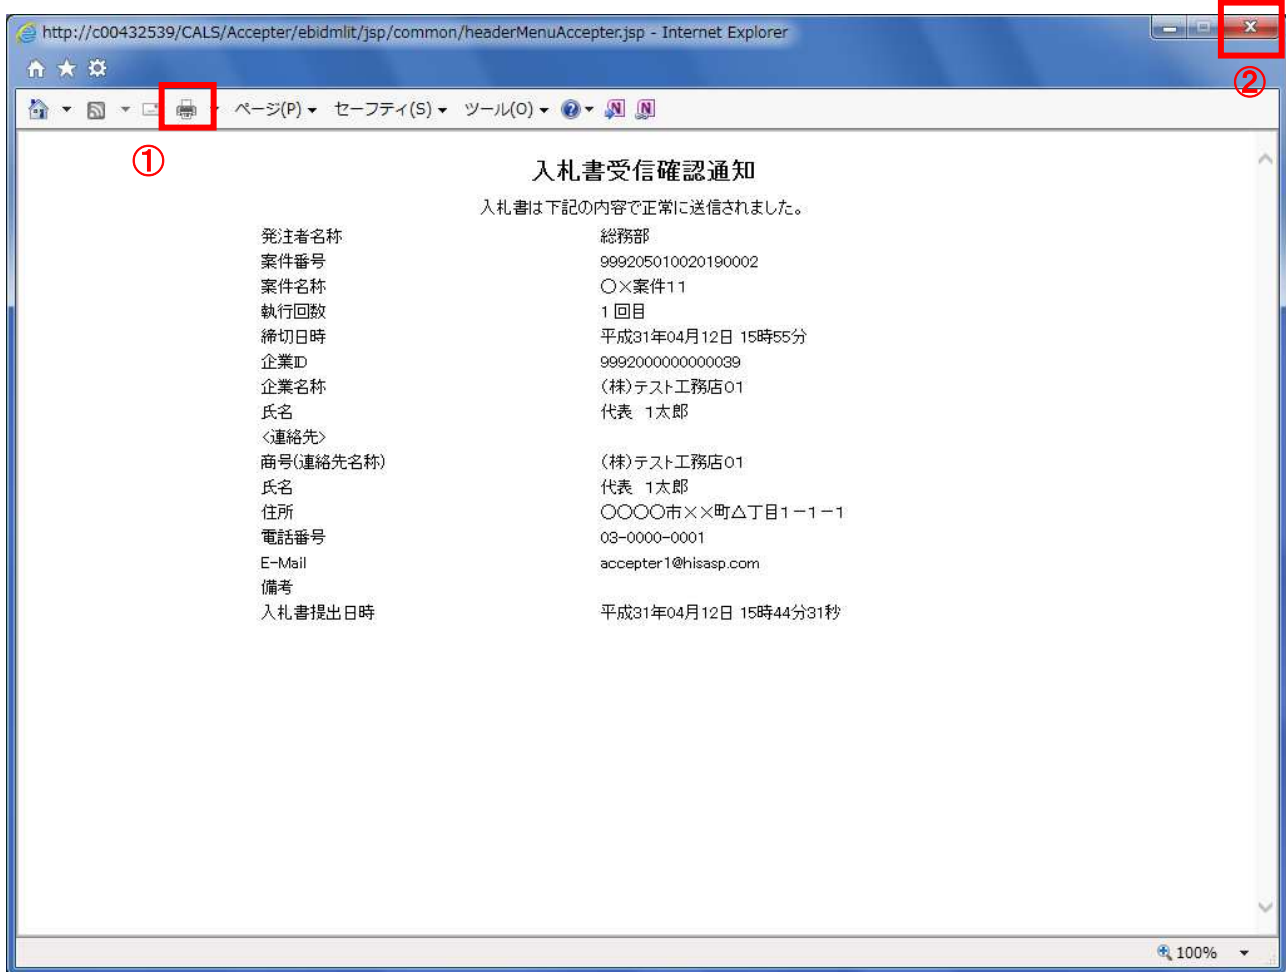 http://c00432539/CALS/Accepter/ebidmlit/jsp/common/headerMenuAccepter.jsp - Internet Explorer
②
ページ(P) セーフティ(S) ツール(O)
①
入札書受信確認通知
入札書は下記の内容で正常に送信されました。
発注者名称 総務部
案件番号 999205010020190002
案件名称 〇×案件11
執行回数 1回目
締切日時 平成31年04月12日 15時55分
企業ID 9992000000000039
企業名称 (株)テスト工務店01
氏名 代表 1太郎
<連絡先>
商号(連絡先名称) (株)テスト工務店01
氏名 代表 1太郎
住所 〇〇〇〇市××町△丁目1-1-1
電話番号 03-0000-0001
E-Mail accepter1@hisasp.com
備考
入札書提出日時 平成31年04月12日 15時44分31秒
100%